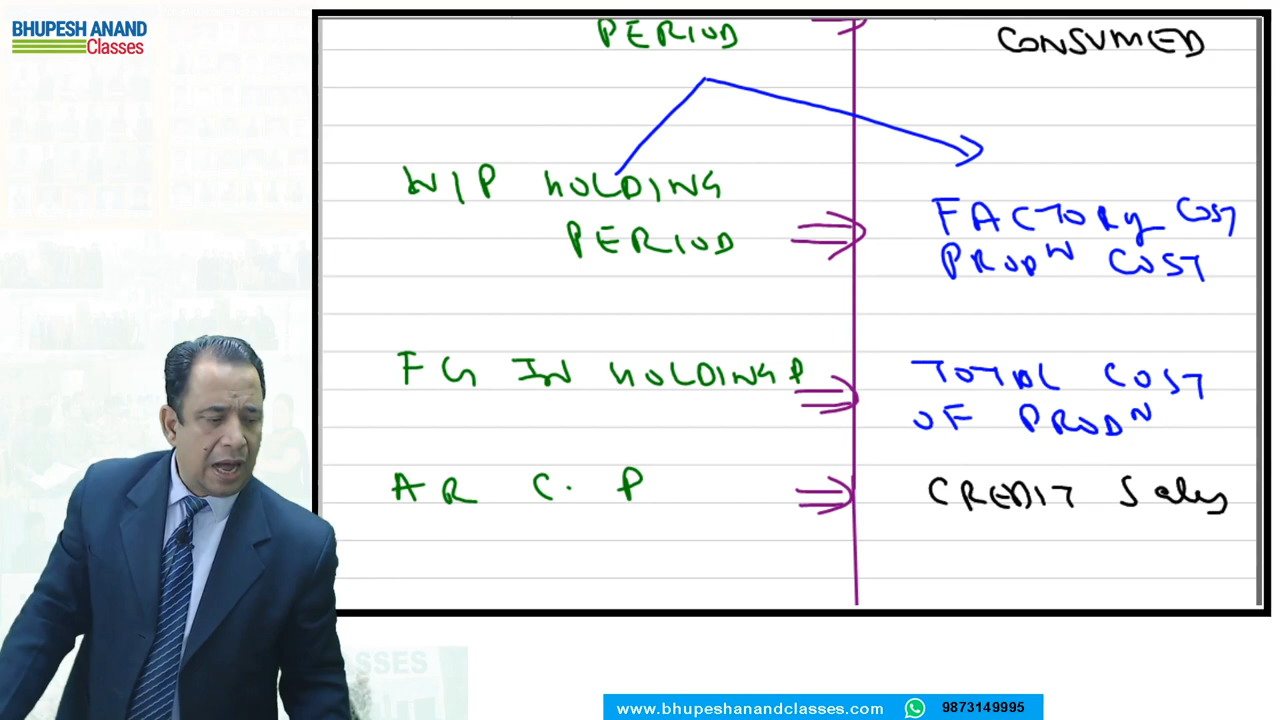 BHUPESH ANAND
Classes
PERIOD
CONSUMED
WIP HOLDING
PERIOD
FACTORY COST
PRODN COST
FG IN HOLDING P
TOTAL COST
OF PRODN
AR C. P
CREDIT Sales
www.bhupeshanandclasses.com
9873149995